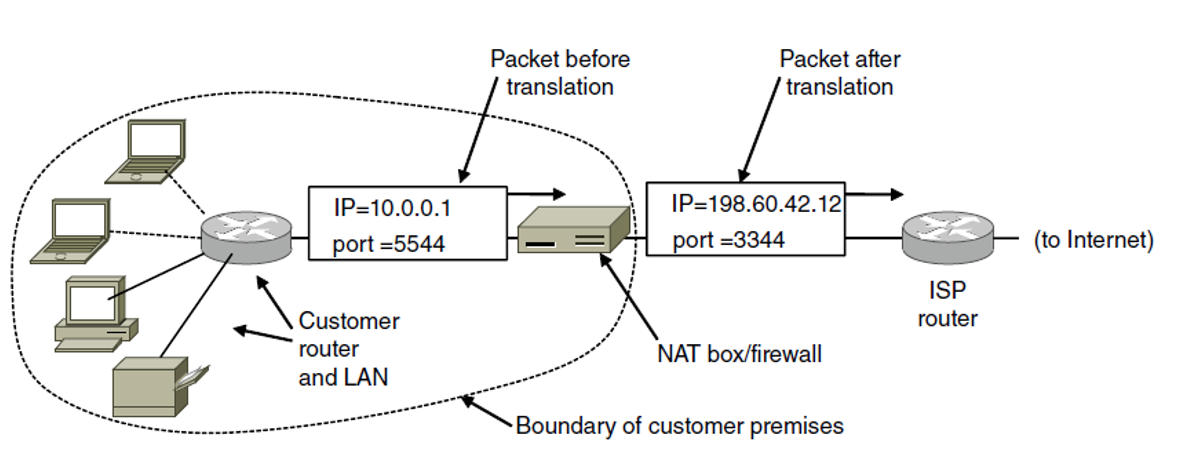 Packet before
translation
Packet after
translation
IP=10.0.0.1
port =5544
IP=198.60.42.12
port =3344
(to Internet)
ISP
router
Customer
router
and LAN
NAT box/firewall
Boundary of customer premises